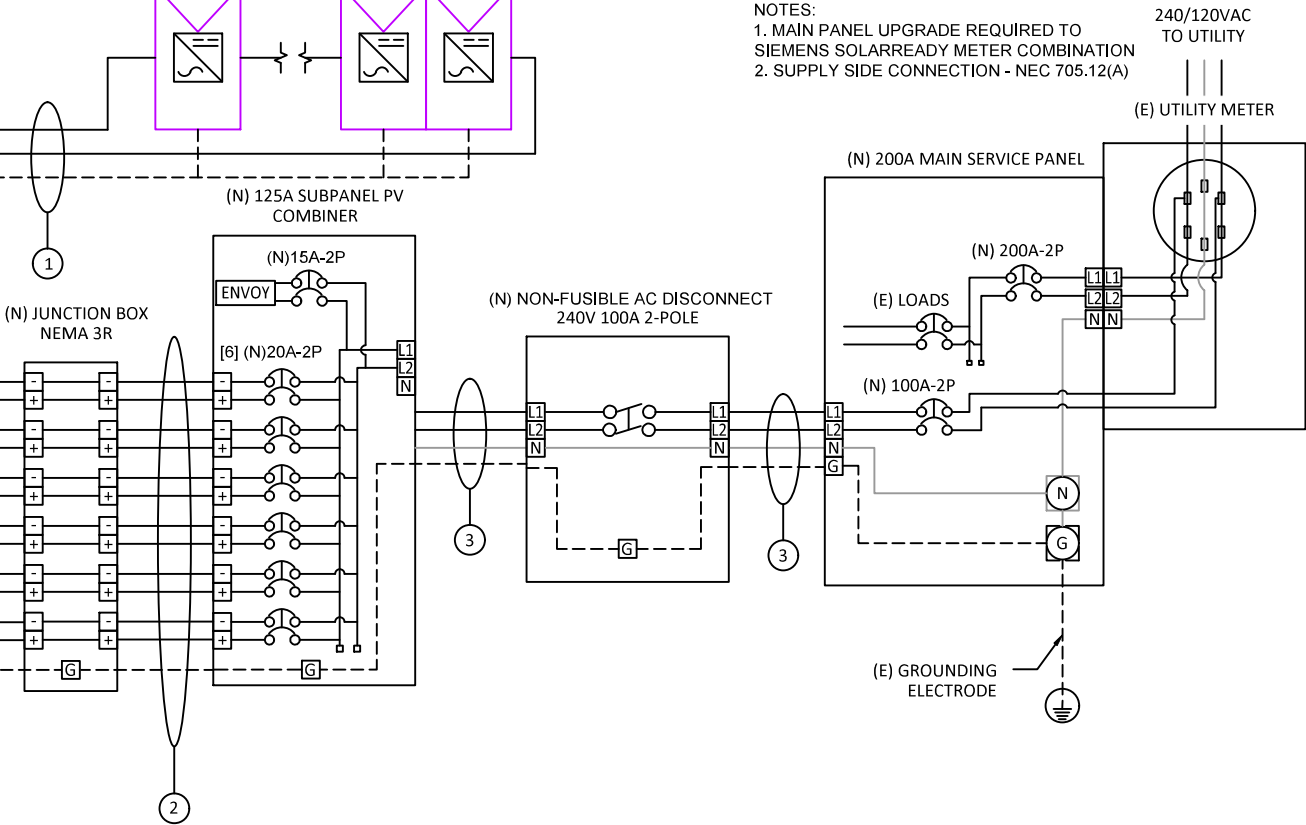 NOTES:
1. MAIN PANEL UPGRADE REQUIRED TO
SIEMENS SOLARREADY METER COMBINATION
2. SUPPLY SIDE CONNECTION - NEC 705.12(A)
240/120VAC
TO UTILITY
(E) UTILITY METER
(N) 200A MAIN SERVICE PANEL
(N) 125A SUBPANEL PV
COMBINER
1
(N)15A-2P
ENVOY
(N) JUNCTION BOX
NEMA 3R
[6] (N)20A-2P
L1
L2
N
- - -
+ + +
- - -
+ + +
- - -
+ + +
- - -
+ + +
- - -
+ + +
- - -
+ + +
G
G
2
3
(N) NON-FUSIBLE AC DISCONNECT
240V 100A 2-POLE
L1 L1
L2 L2
N N
G
3
(N) 200A-2P
L1 L1
L2 L2
N N
(E) LOADS
(N) 100A-2P
L1
L2
N
G
N
G
(E) GROUNDING
ELECTRODE